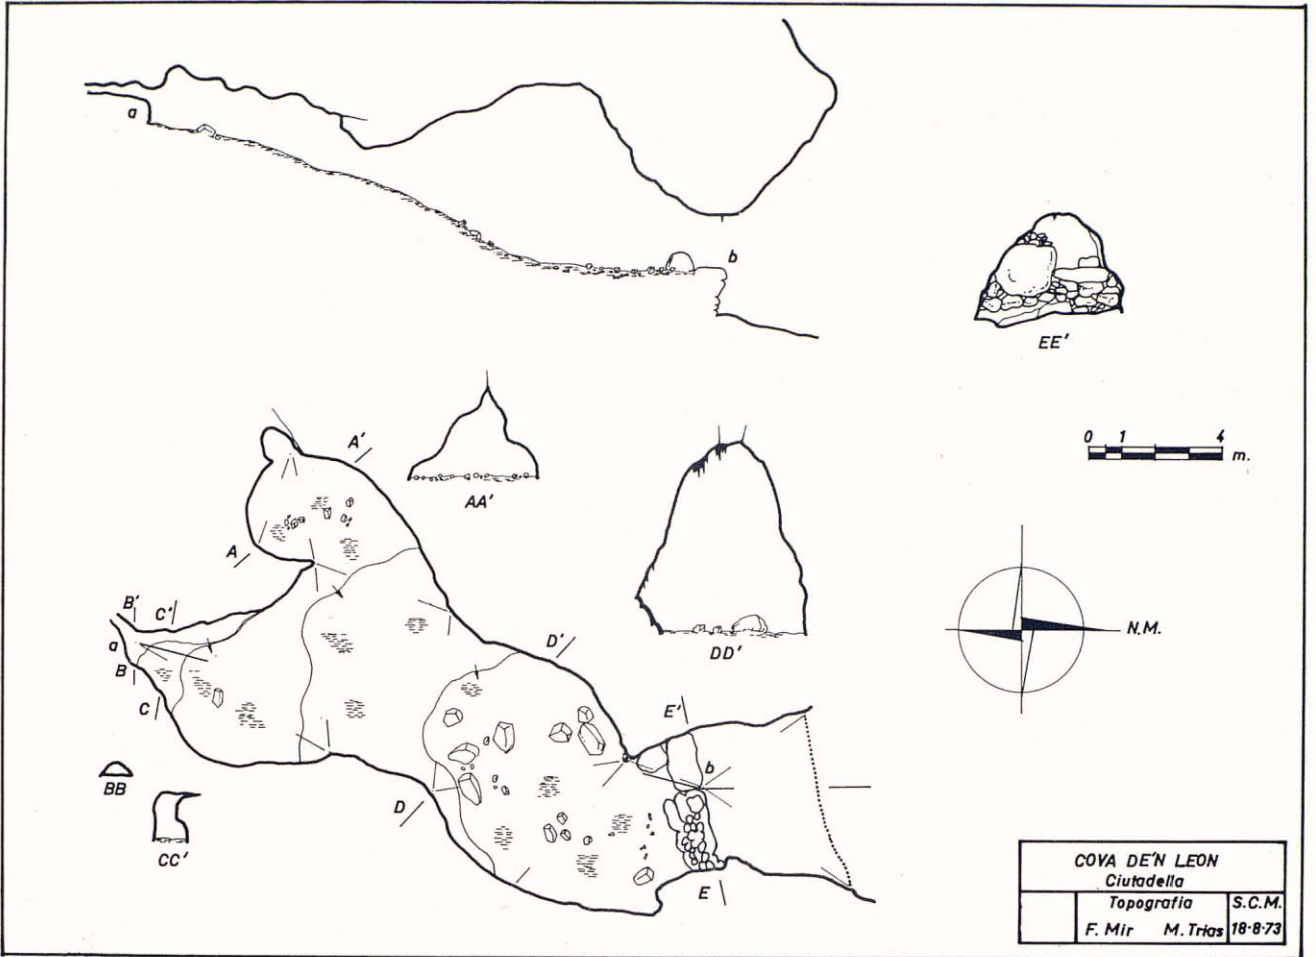 a
b
EE'
0 1 4
m.
A'
AA'
A
B'
C'
a
B
C
D'
DD'
N.M.
E'
b
BB
CC'
D
E
COVA DE'N LEON
Ciutadella
Topografia S.C.M.
F. Mir M. Trias 18-8-73